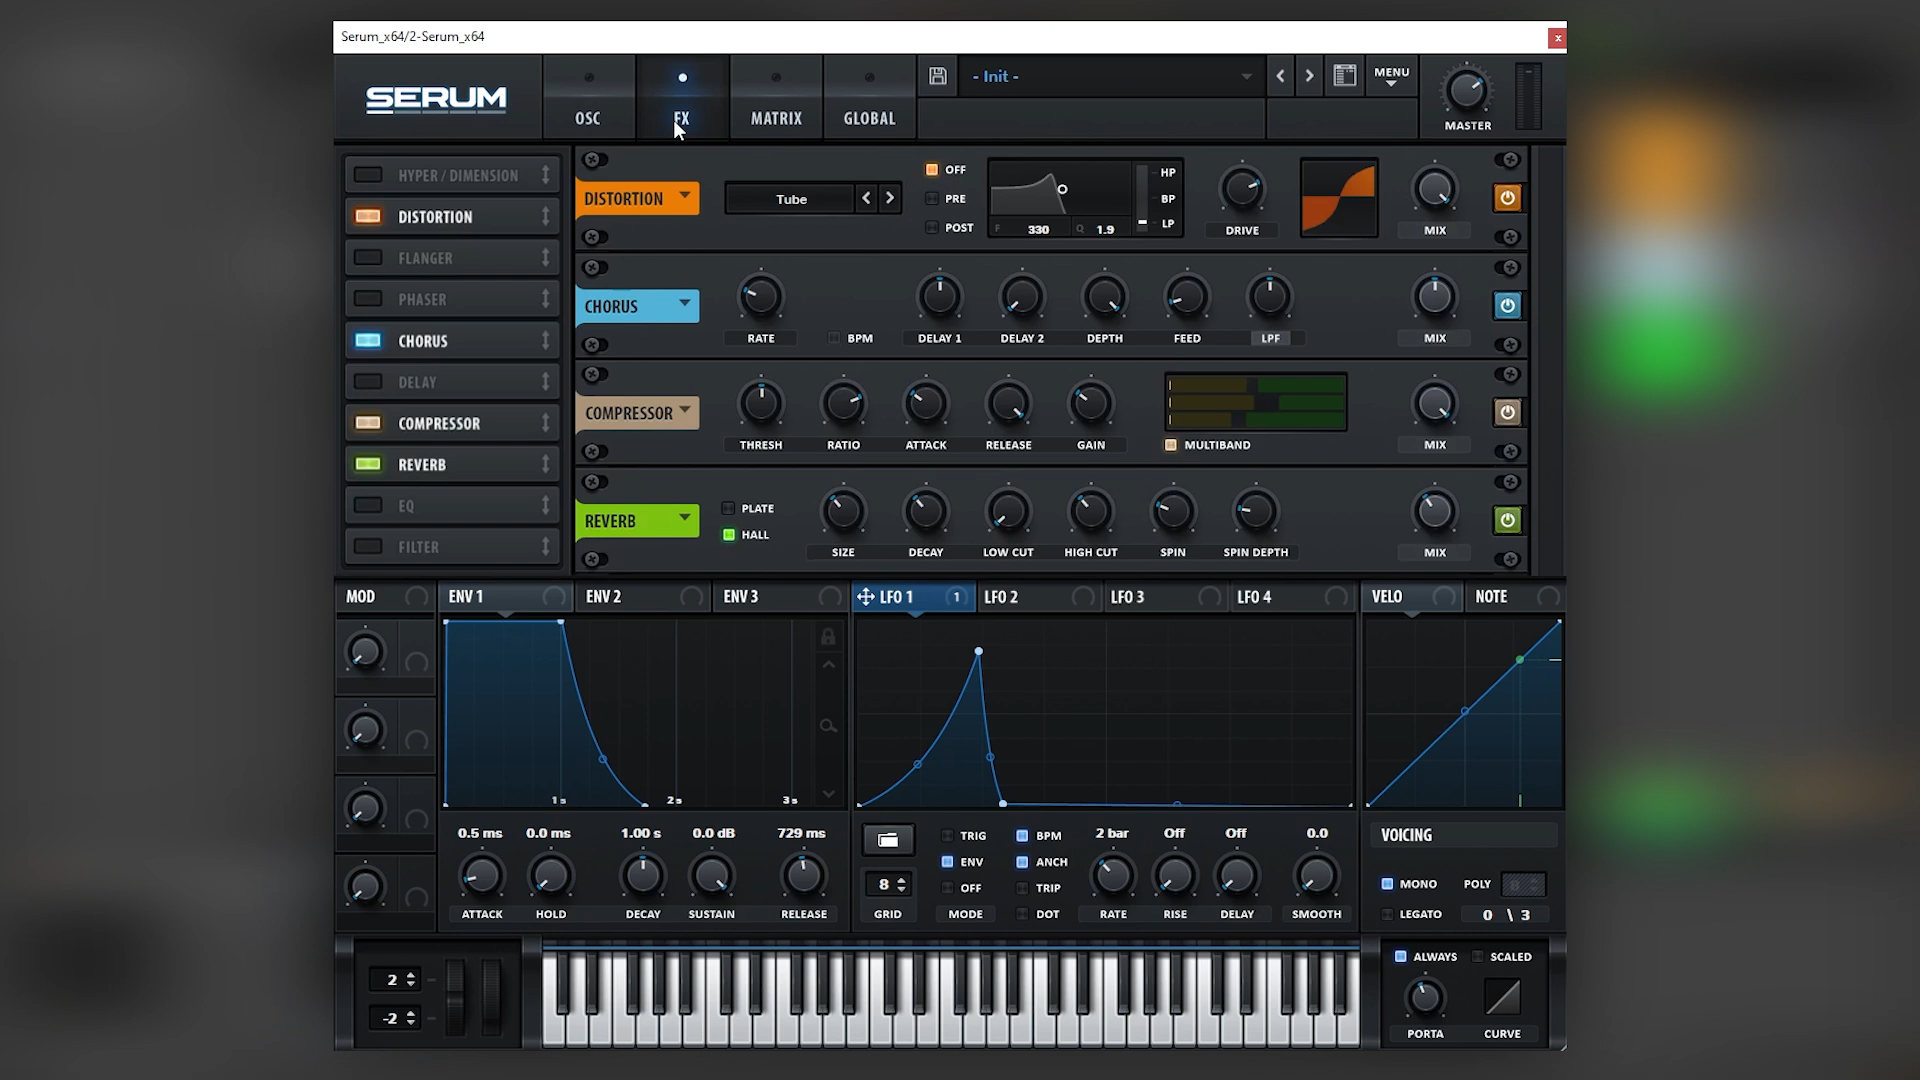 Serum_x64/2-Serum_x64
x
SERUM
OSC
FX
MATRIX
GLOBAL
- Init -
MENU
MASTER
HYPER / DIMENSION
DISTORTION
FLANGER
PHASER
CHORUS
DELAY
COMPRESSOR
REVERB
EQ
FILTER
DISTORTION
Tube
OFF
PRE
POST
F 330 Q 1.9
HP
BP
LP
DRIVE
MIX
CHORUS
RATE
BPM
DELAY 1
DELAY 2
DEPTH
FEED
LPF
MIX
COMPRESSOR
THRESH
RATIO
ATTACK
RELEASE
GAIN
MULTIBAND
MIX
REVERB
PLATE
HALL
SIZE
DECAY
LOW CUT
HIGH CUT
SPIN
SPIN DEPTH
MIX
MOD
ENV 1
ENV 2
ENV 3
LFO 1 1
LFO 2
LFO 3
LFO 4
VELO
NOTE
1 s
2 s
3 s
0.5 ms
0.0 ms
1.00 s
0.0 dB
729 ms
ATTACK
HOLD
DECAY
SUSTAIN
RELEASE
8
GRID
TRIG
ENV
OFF
MODE
BPM
ANCH
TRIP
DOT
2 bar
Off
Off
0.0
RATE
RISE
DELAY
SMOOTH
VOICING
MONO
POLY
LEGATO
0 \ 3
2
-2
ALWAYS
SCALED
PORTA
CURVE